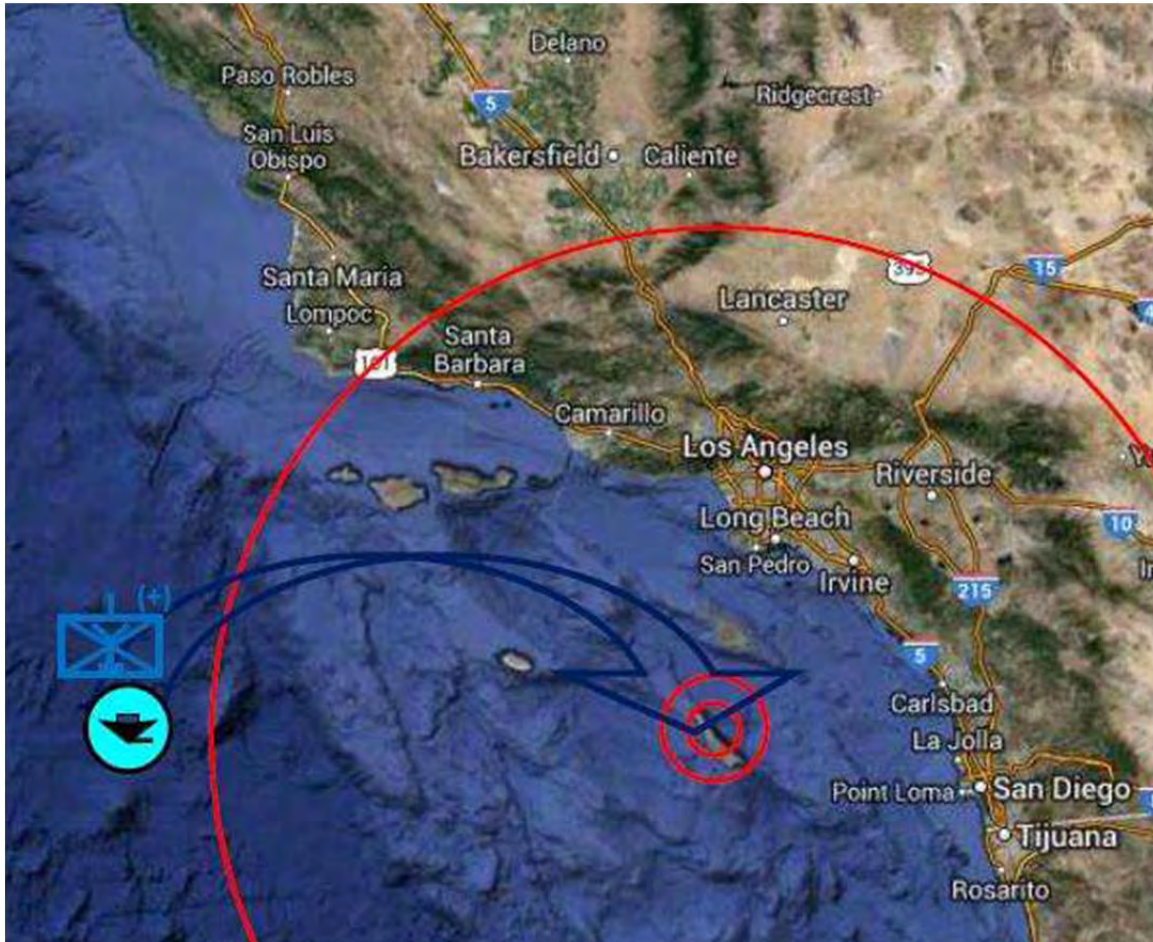 Delano
Paso Robles
Ridgecrest
5
San Luis
Obispo
Bakersfield
Caliente
395
15
Santa Maria
Lancaster
Lompoc
4
Santa
Barbara
101
Camarillo
Los Angeles
Riverside
Long Beach
10
San Pedro
Irvine
215
(+)
5
Carlsbad
La Jolla
Point Loma
San Diego
Tijuana
Rosarito